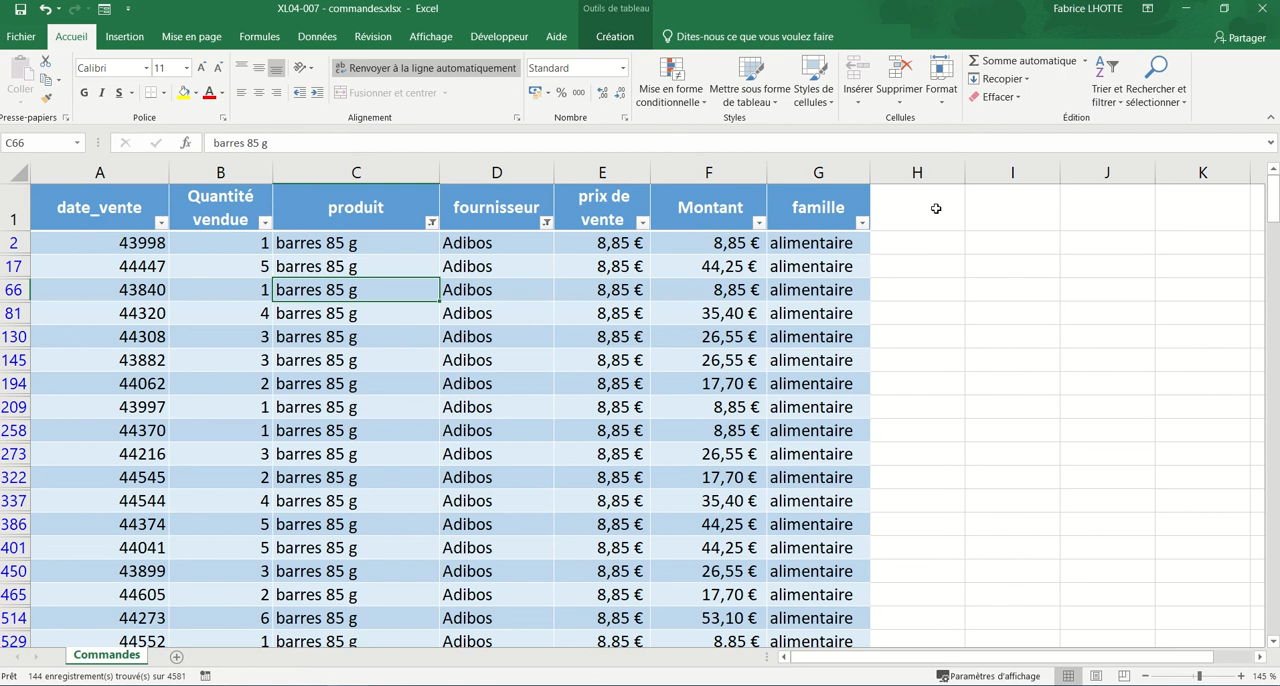 XL04-007 - commandes.xlsx - Excel
Outils de tableau
Fabrice LHOTTE
Fichier Accueil Insertion Mise en page Formules Données Révision Affichage Développeur Aide Création Dites-nous ce que vous voulez faire Partager
Coller
Calibri 11
G I S
Renvoyer à la ligne automatiquement
Fusionner et centrer
Standard
% 000
Mise en forme conditionnelle
Mettre sous forme de tableau
Styles de cellules
Insérer Supprimer Format
Somme automatique
Recopier
Effacer
Trier et filtrer
Rechercher et sélectionner
Presse-papiers Police Alignement Nombre Styles Cellules Édition
C66 fx barres 85 g
A B C D E F G H I J K
1 date_vente Quantité vendue produit fournisseur prix de vente Montant famille
2 43998 1 barres 85 g Adibos 8,85 € 8,85 € alimentaire
17 44447 5 barres 85 g Adibos 8,85 € 44,25 € alimentaire
66 43840 1 barres 85 g Adibos 8,85 € 8,85 € alimentaire
81 44320 4 barres 85 g Adibos 8,85 € 35,40 € alimentaire
130 44308 3 barres 85 g Adibos 8,85 € 26,55 € alimentaire
145 43882 3 barres 85 g Adibos 8,85 € 26,55 € alimentaire
194 44062 2 barres 85 g Adibos 8,85 € 17,70 € alimentaire
209 43997 1 barres 85 g Adibos 8,85 € 8,85 € alimentaire
258 44370 1 barres 85 g Adibos 8,85 € 8,85 € alimentaire
273 44216 3 barres 85 g Adibos 8,85 € 26,55 € alimentaire
322 44545 2 barres 85 g Adibos 8,85 € 17,70 € alimentaire
337 44544 4 barres 85 g Adibos 8,85 € 35,40 € alimentaire
386 44374 5 barres 85 g Adibos 8,85 € 44,25 € alimentaire
401 44041 5 barres 85 g Adibos 8,85 € 44,25 € alimentaire
450 43899 3 barres 85 g Adibos 8,85 € 26,55 € alimentaire
465 44605 2 barres 85 g Adibos 8,85 € 17,70 € alimentaire
514 44273 6 barres 85 g Adibos 8,85 € 53,10 € alimentaire
529 44552 1 barres 85 g Adibos 8,85 € 8,85 € alimentaire
Commandes
Prêt 144 enregistrement(s) trouvé(s) sur 4581 Paramètres d'affichage 145 %